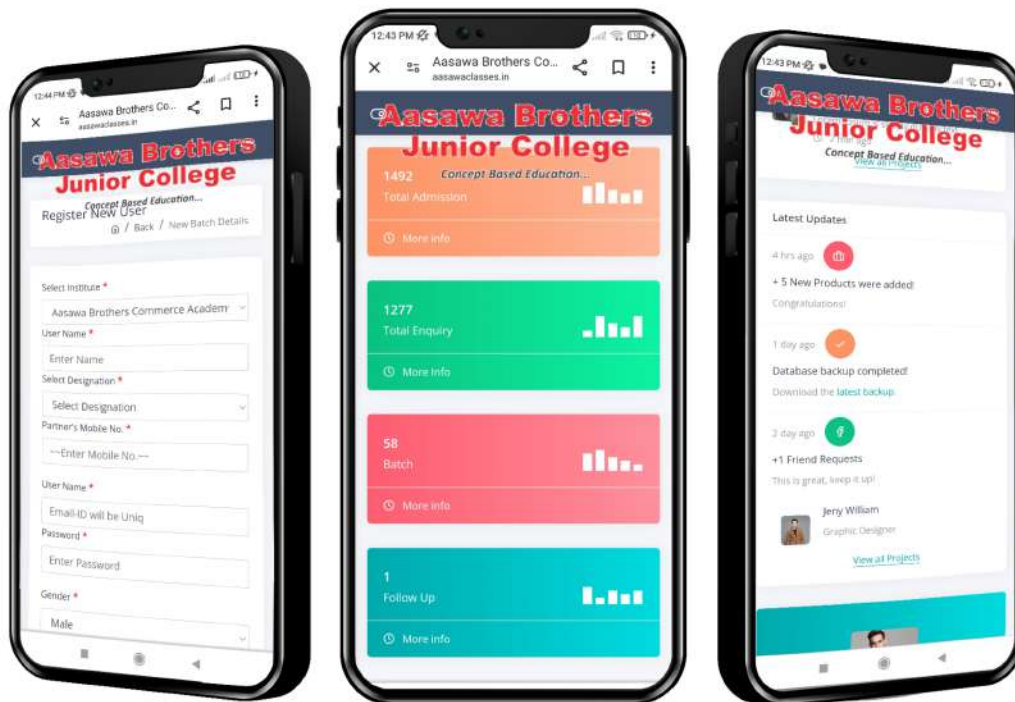 12:44 PM
Aasawa Brothers Co...
aasawaclasses.in
Aasawa Brothers
Junior College
Concept Based Education...
Register New User
/ Back / New Batch Details
Select Institute *
Aasawa Brothers Commerce Academ
User Name *
Enter Name
Select Designation *
Select Designation
Partner's Mobile No. *
~~Enter Mobile No.~~
User Name *
Email-ID will be Uniq
Password *
Enter Password
Gender *
Male
12:43 PM
Aasawa Brothers Co...
aasawaclasses.in
Aasawa Brothers
Junior College
Concept Based Education...
1492
Total Admission
More info
1277
Total Enquiry
More Info
58
Batch
More info
1
Follow Up
More info
12:43 PM
Aasawa Brothers Co...
aasawaclasses.in
Aasawa Brothers
Junior College
Concept Based Education...
View all Projects
Latest Updates
4 hrs ago
+ 5 New Products were added!
Congratulations!
1 day ago
Database backup completed!
Download the latest backup.
2 day ago
+1 Friend Requests
This is great, keep it up!
Jeny William
Graphic Designer
View all Projects